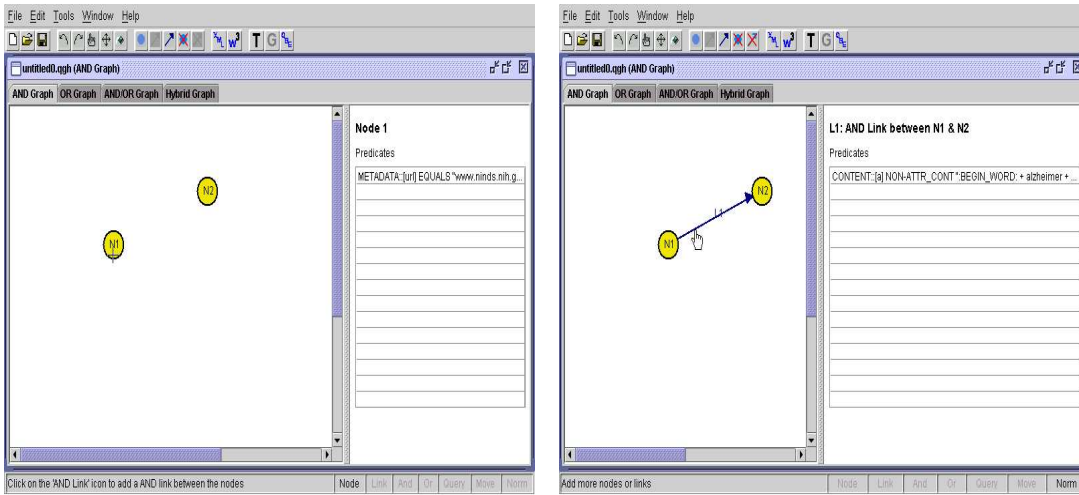 File Edit Tools Window Help
T G
untitled0.qgh (AND Graph)
AND Graph OR Graph AND/OR Graph Hybrid Graph
Node 1
Predicates
METADATA::[url] EQUALS "www.ninds.nih.g...
N2
N1
Click on the 'AND Link' icon to add a AND link between the nodes
Node Link And Or Query Move Norm
File Edit Tools Window Help
T G
untitled0.qgh (AND Graph)
AND Graph OR Graph AND/OR Graph Hybrid Graph
L1: AND Link between N1 & N2
Predicates
CONTENT::[a] NON-ATTR_CONT ":BEGIN_WORD: + alzheimer + ...
N2
L1
N1
Add more nodes or links
Node Link And Or Query Move Norm